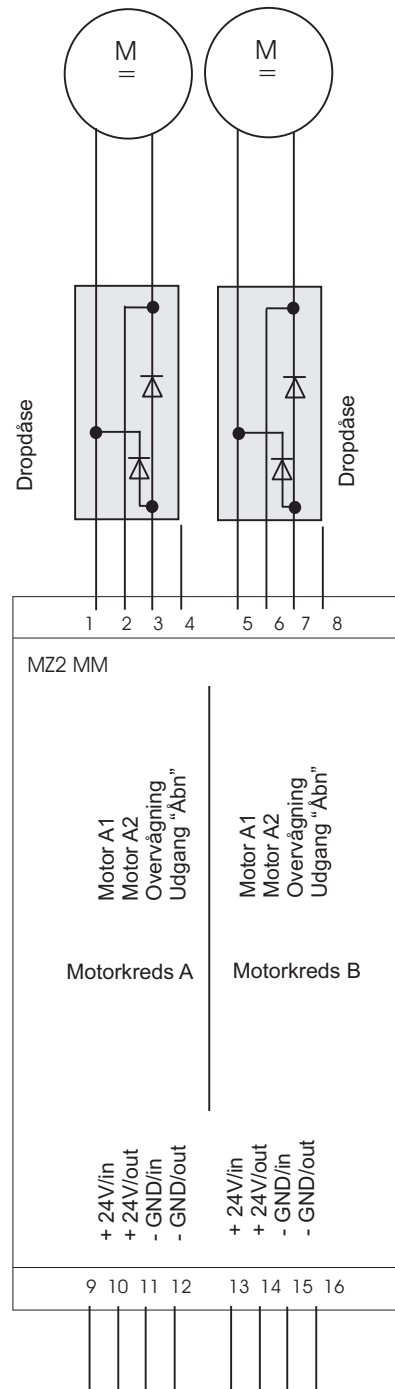 M
=
M
=
Dropdåse
Dropdåse
1 2 3 4 5 6 7 8
MZ2 MM
Motor A1
Motor A2
Overvågning
Udgang “Åbn”
Motor A1
Motor A2
Overvågning
Udgang “Åbn”
Motorkreds A
Motorkreds B
+ 24V/in
+ 24V/out
- GND/in
- GND/out
+ 24V/in
+ 24V/out
- GND/in
- GND/out
9 10 11 12 13 14 15 16